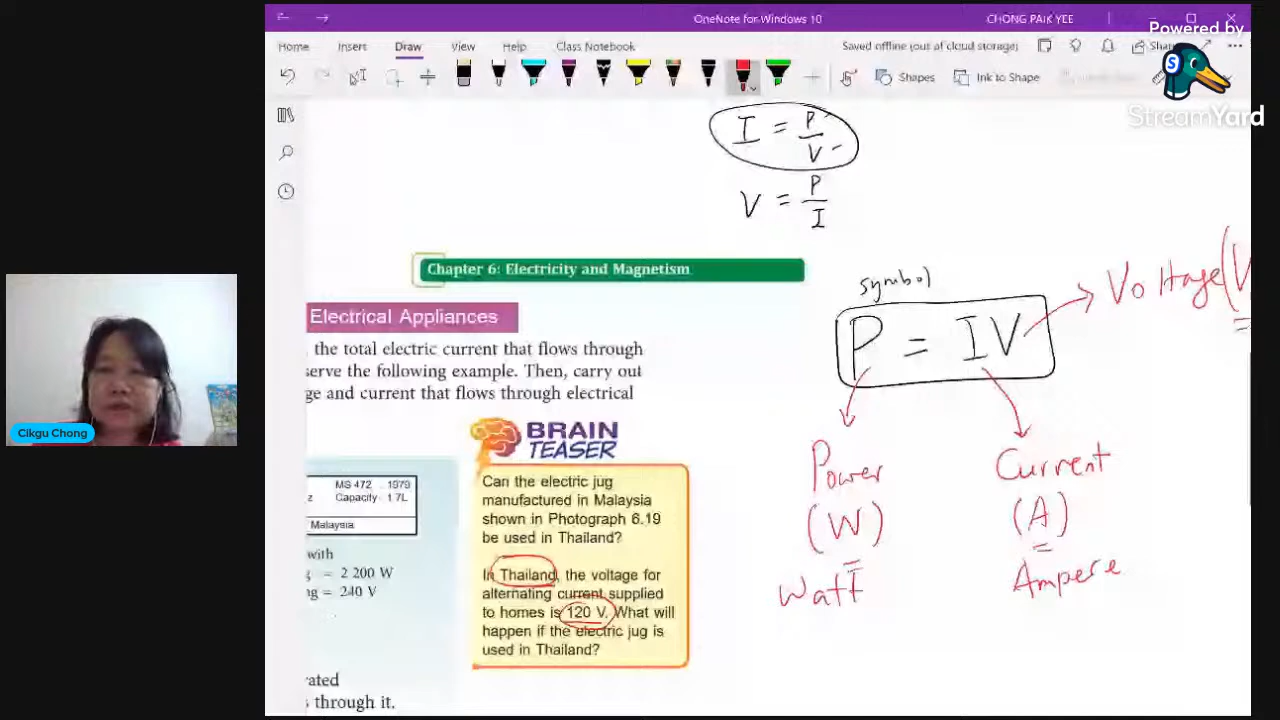 OneNote for Windows 10
CHONG PAIK YEE
Powered by
StreamYard
Home Insert Draw View Help Class Notebook
Saved offline (out of cloud storage)
Shapes Ink to Shape
I = P/V
V = P/I
Chapter 6: Electricity and Magnetism
Electrical Appliances
the total electric current that flows through
serve the following example. Then, carry out
ge and current that flows through electrical
symbol
P = IV
Voltage (V
Power
(W)
Watt
Current
(A)
Ampere
BRAIN
TEASER
Can the electric jug
manufactured in Malaysia
shown in Photograph 6.19
be used in Thailand?
In Thailand, the voltage for
alternating current supplied
to homes is 120 V. What will
happen if the electric jug is
used in Thailand?
MS 472 : 1979
z Capacity : 1.7L
Malaysia
with
g = 2 200 W
ng = 240 V
rated
s through it.
Cikgu Chong